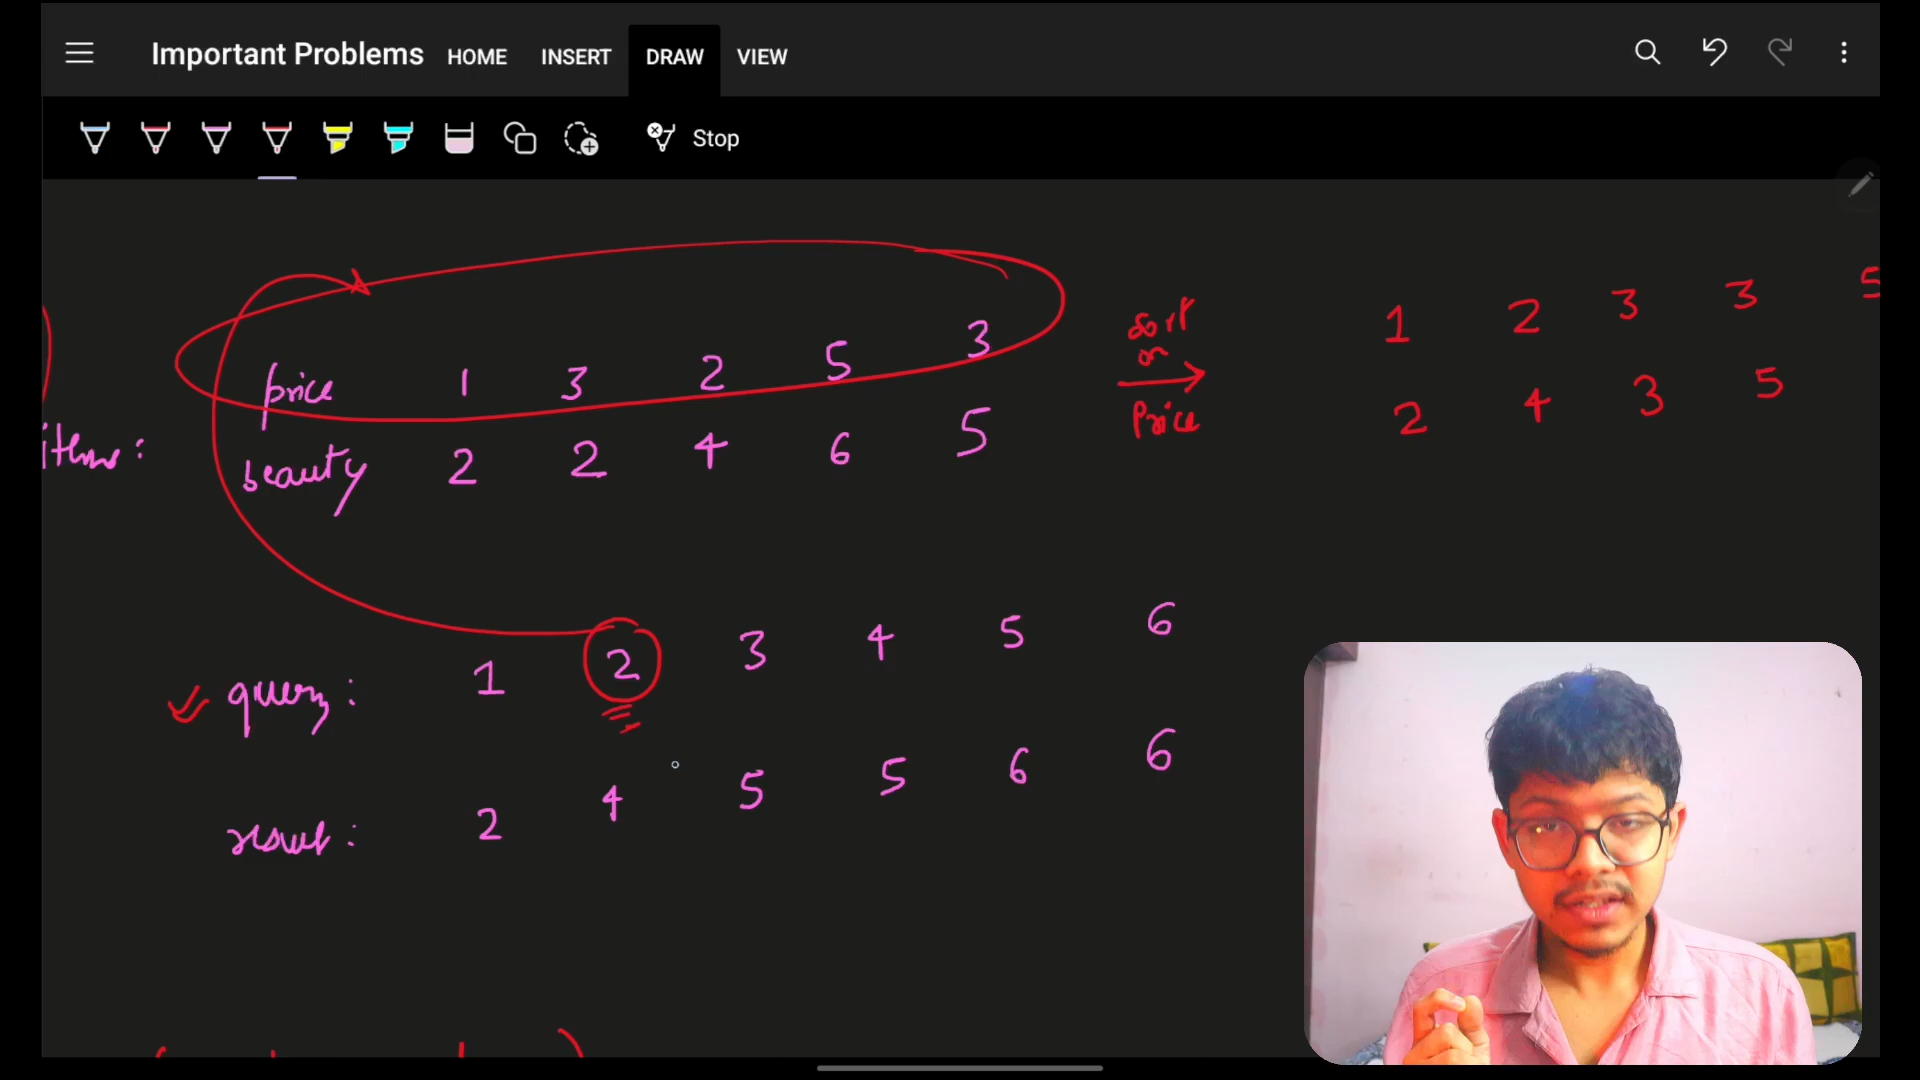 Important Problems HOME INSERT DRAW VIEW
Stop
price 1 3 2 5 3
items:
beauty 2 2 4 6 5
Sort
on
Price
1 2 3 3 5
2 4 3 5
query: 1 2 3 4 5 6
result: 2 4 5 5 6 6